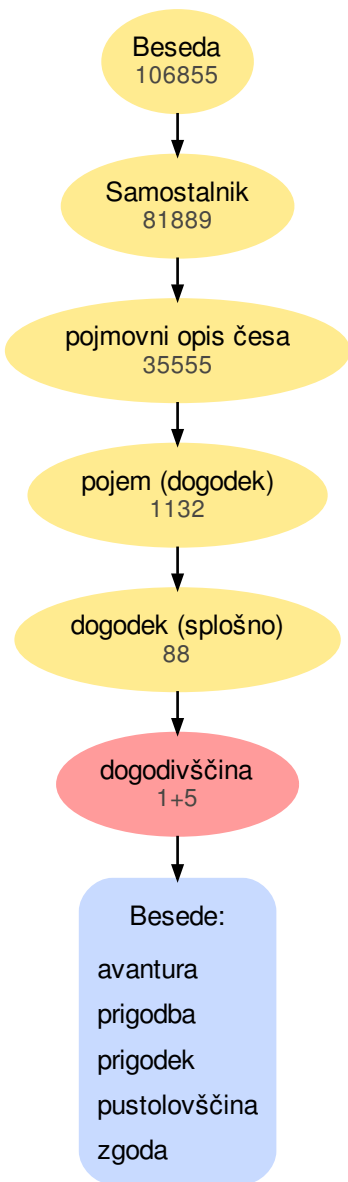 Beseda
106855
Samostalnik
81889
pojmovni opis česa
35555
pojem (dogodek)
1132
dogodek (splošno)
88
dogodivščina
1+5
Besede:
avantura
prigodba
prigodek
pustolovščina
zgoda